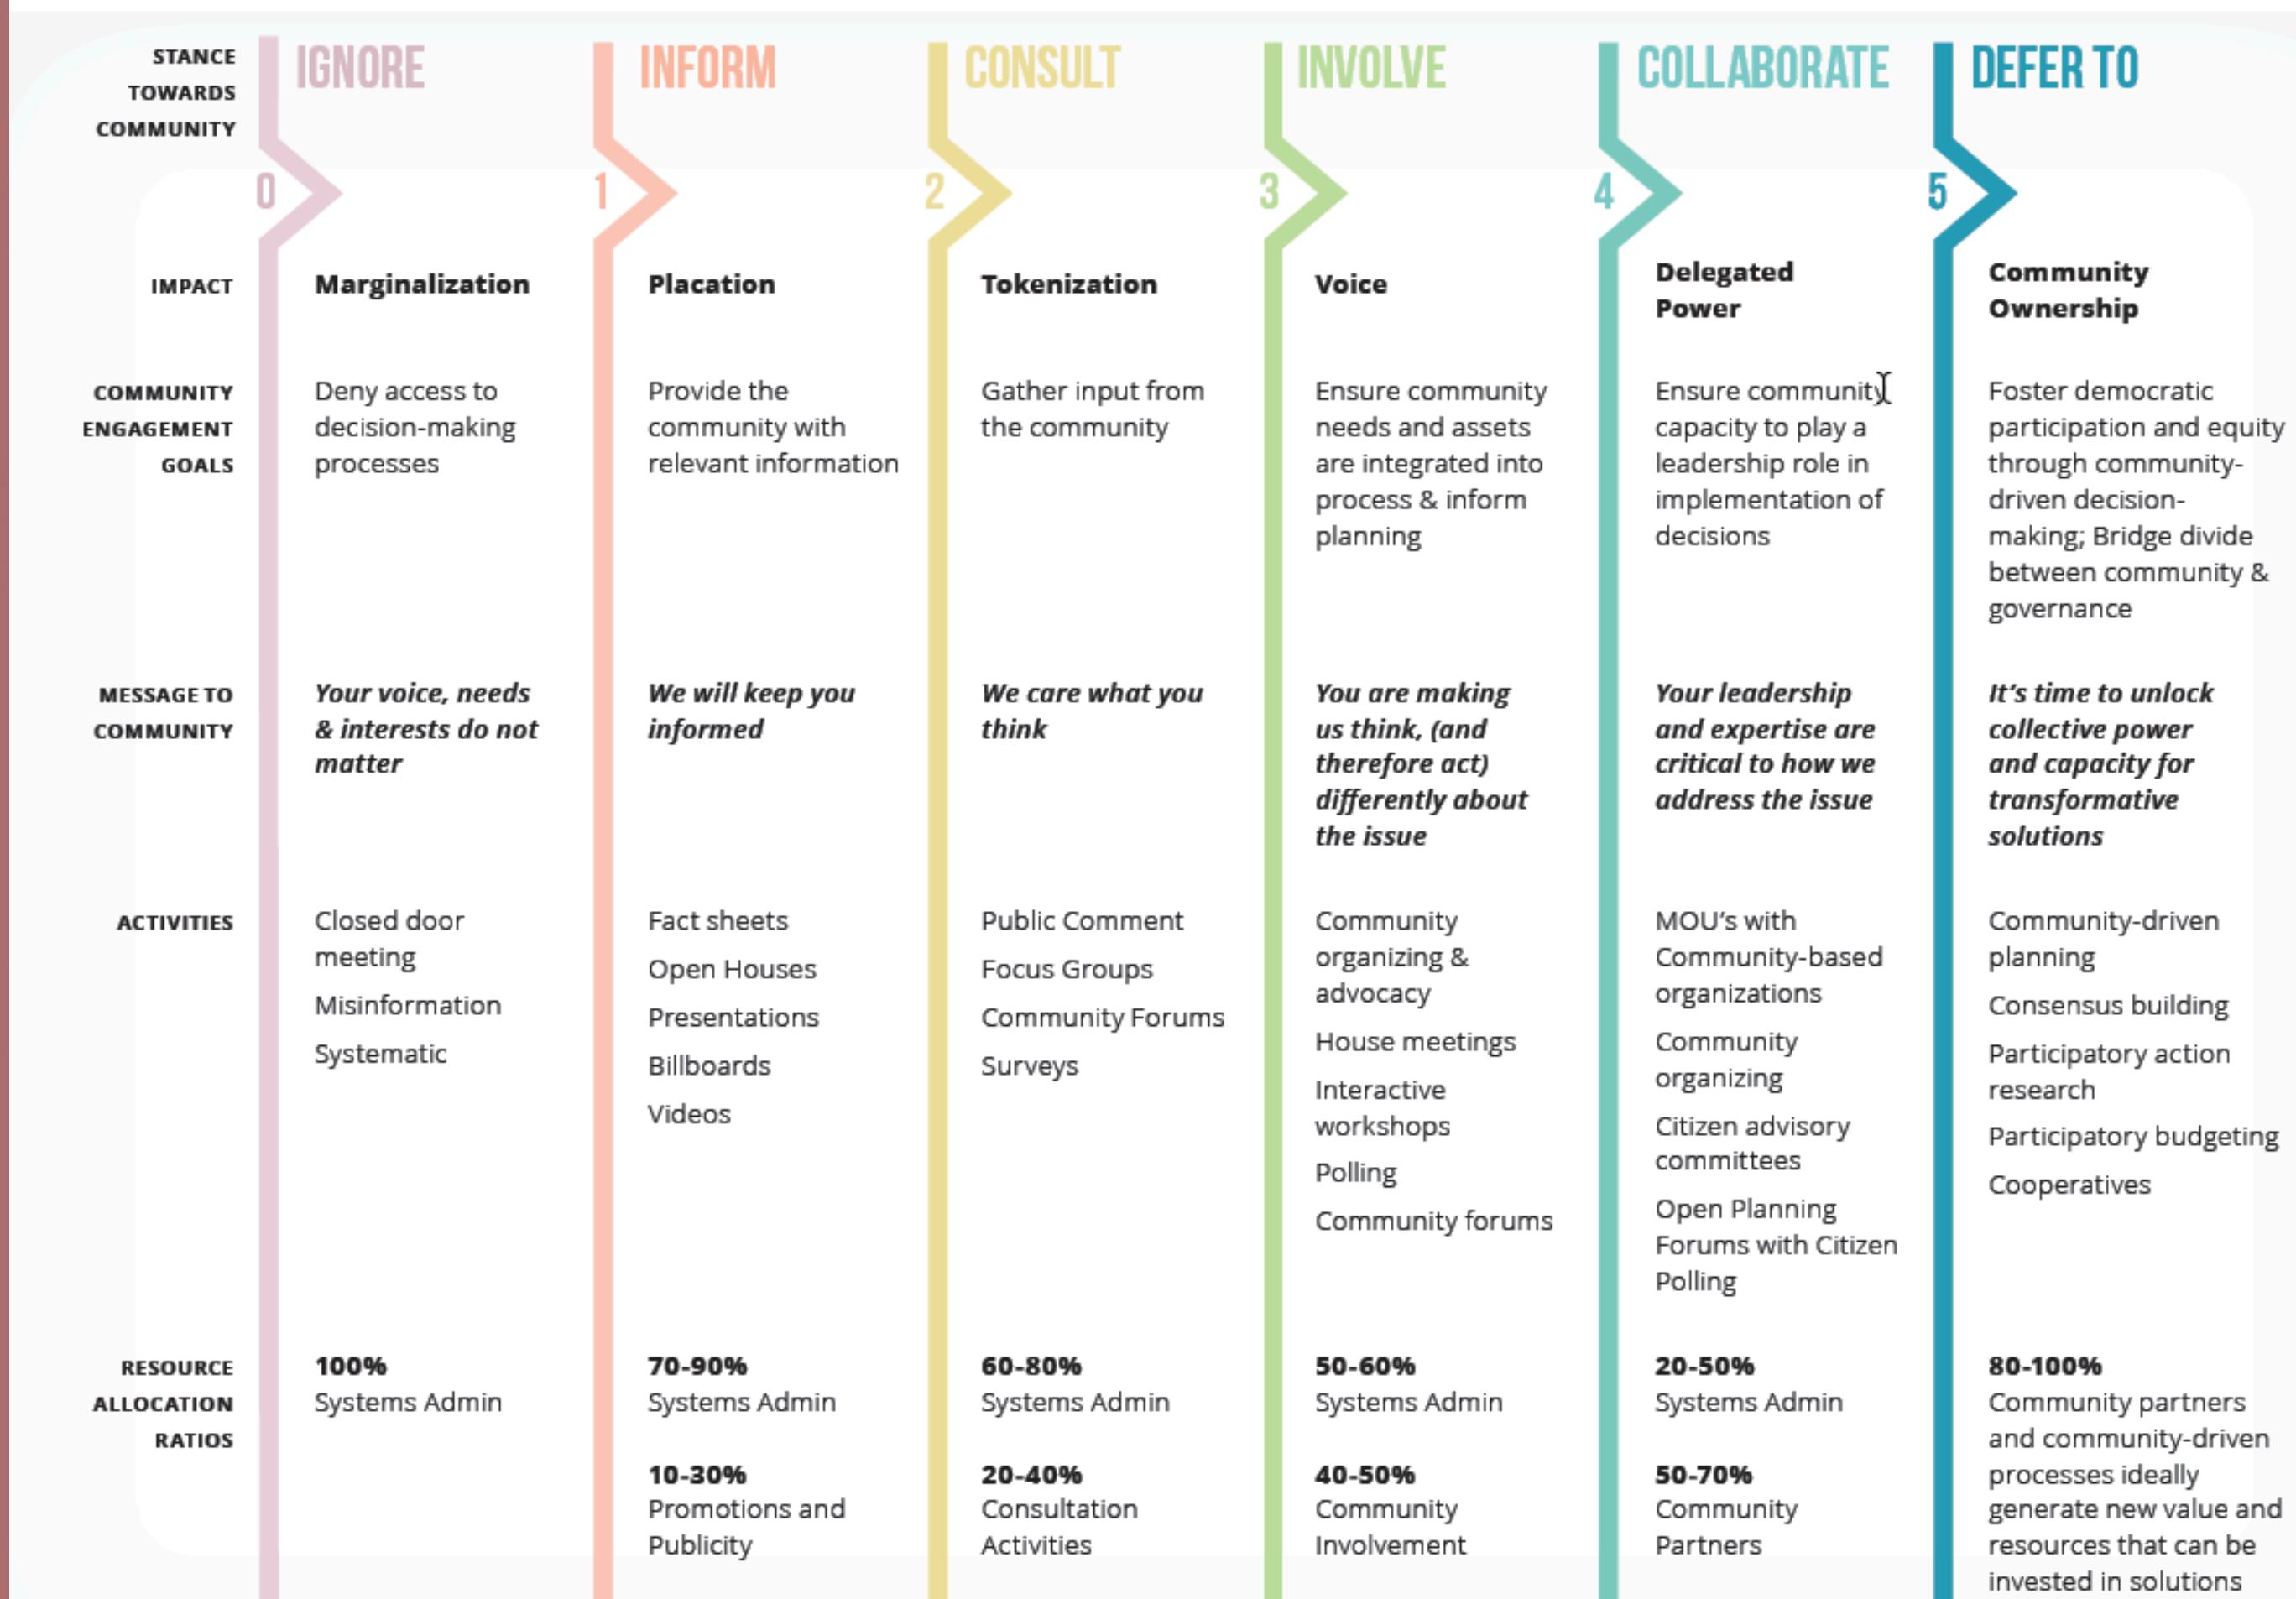 STANCE
TOWARDS
COMMUNITY
IGNORE
INFORM
CONSULT
INVOLVE
COLLABORATE
DEFER TO
0
1
2
3
4
5
IMPACT
Marginalization
Placation
Tokenization
Voice
Delegated
Power
Community
Ownership
COMMUNITY
ENGAGEMENT
GOALS
Deny access to
decision-making
processes
Provide the
community with
relevant information
Gather input from
the community
Ensure community
needs and assets
are integrated into
process & inform
planning
Ensure community
capacity to play a
leadership role in
implementation of
decisions
Foster democratic
participation and equity
through community-
driven decision-
making; Bridge divide
between community &
governance
MESSAGE TO
COMMUNITY
Your voice, needs
& interests do not
matter
We will keep you
informed
We care what you
think
You are making
us think, (and
therefore act)
differently about
the issue
Your leadership
and expertise are
critical to how we
address the issue
It's time to unlock
collective power
and capacity for
transformative
solutions
ACTIVITIES
Closed door
meeting
Misinformation
Systematic
Fact sheets
Open Houses
Presentations
Billboards
Videos
Public Comment
Focus Groups
Community Forums
Surveys
Community
organizing &
advocacy
House meetings
Interactive
workshops
Polling
Community forums
MOU's with
Community-based
organizations
Community
organizing
Citizen advisory
committees
Open Planning
Forums with Citizen
Polling
Community-driven
planning
Consensus building
Participatory action
research
Participatory budgeting
Cooperatives
RESOURCE
ALLOCATION
RATIOS
100%
Systems Admin
70-90%
Systems Admin
10-30%
Promotions and
Publicity
60-80%
Systems Admin
20-40%
Consultation
Activities
50-60%
Systems Admin
40-50%
Community
Involvement
20-50%
Systems Admin
50-70%
Community
Partners
80-100%
Community partners
and community-driven
processes ideally
generate new value and
resources that can be
invested in solutions